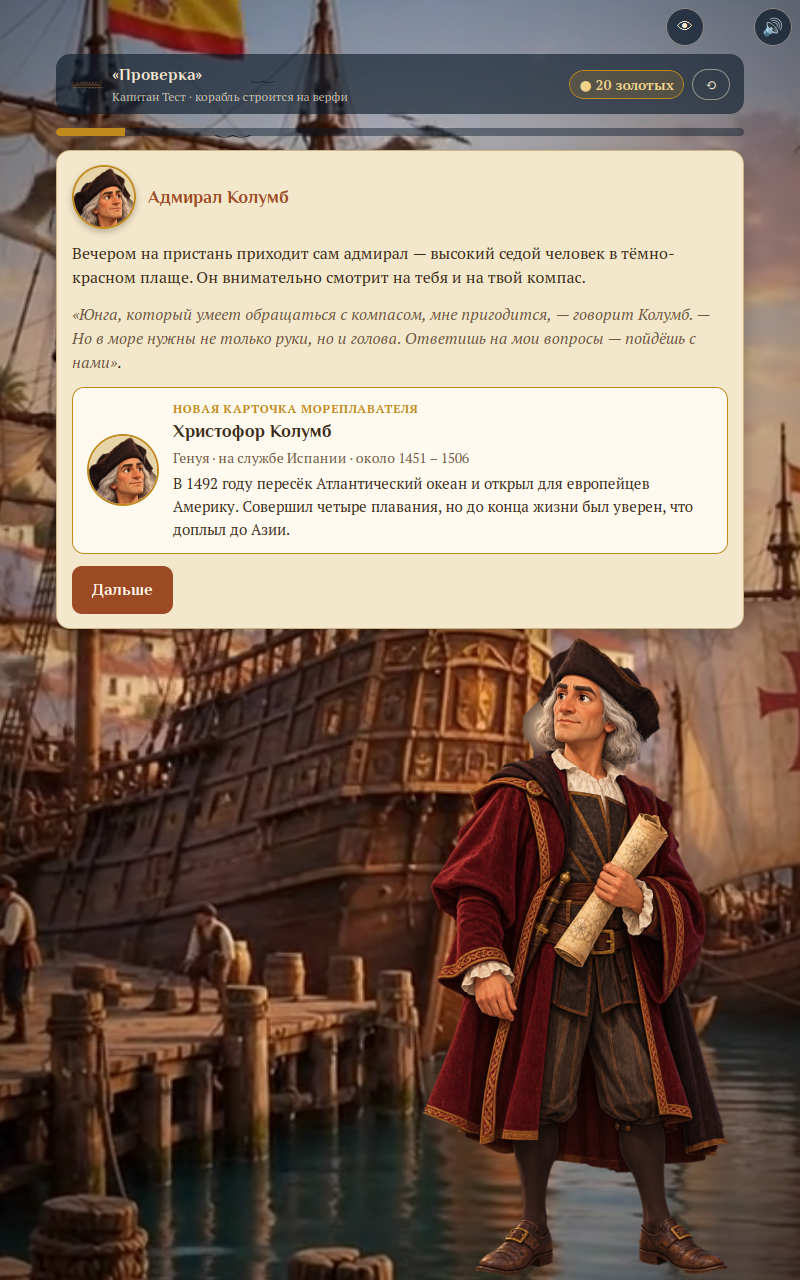 «Проверка»
Капитан Тест · корабль строится на верфи
20 золотых
Адмирал Колумб
Вечером на пристань приходит сам адмирал — высокий седой человек в тёмно-
красном плаще. Он внимательно смотрит на тебя и на твой компас.
«Юнга, который умеет обращаться с компасом, мне пригодится, — говорит Колумб. —
Но в море нужны не только руки, но и голова. Ответишь на мои вопросы — пойдёшь с
нами».
НОВАЯ КАРТОЧКА МОРЕПЛАВАТЕЛЯ
Христофор Колумб
Генуя · на службе Испании · около 1451 – 1506
В 1492 году пересёк Атлантический океан и открыл для европейцев
Америку. Совершил четыре плавания, но до конца жизни был уверен, что
доплыл до Азии.
Дальше